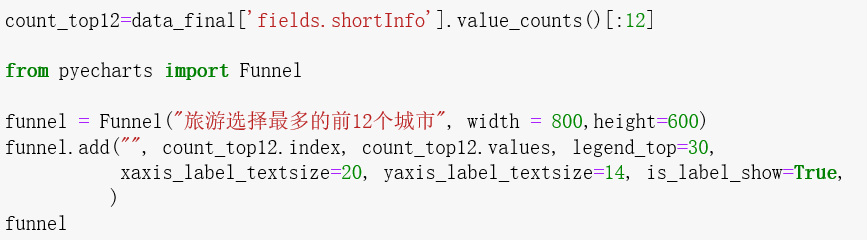 count_top12=data_final['fields.shortInfo'].value_counts()[:12]
from pyecharts import Funnel
funnel = Funnel("旅游选择最多的前12个城市", width = 800,height=600)
funnel.add("", count_top12.index, count_top12.values, legend_top=30,
xaxis_label_textsize=20, yaxis_label_textsize=14, is_label_show=True,
)
funnel